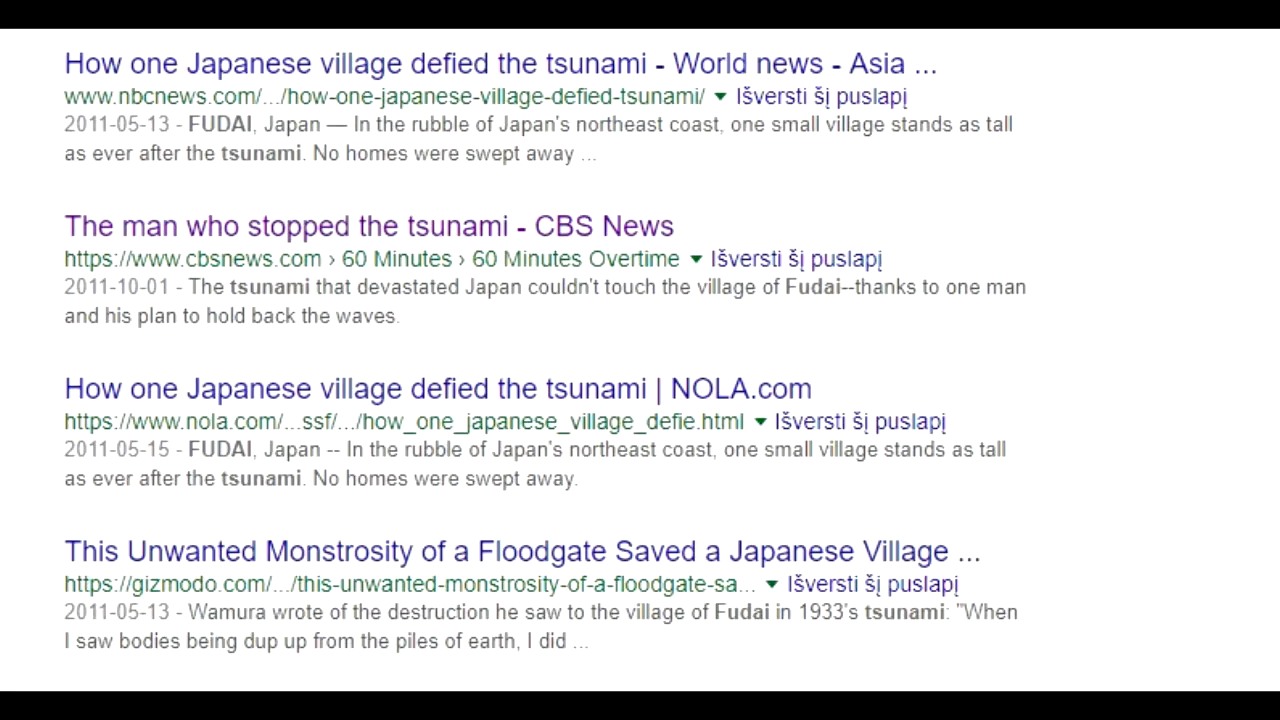 How one Japanese village defied the tsunami - World news - Asia ...
www.nbcnews.com/.../how-one-japanese-village-defied-tsunami/ ▼ Išversti šį puslapį
2011-05-13 - FUDAI, Japan — In the rubble of Japan's northeast coast, one small village stands as tall
as ever after the tsunami. No homes were swept away ...
The man who stopped the tsunami - CBS News
https://www.cbsnews.com › 60 Minutes › 60 Minutes Overtime ▼ Išversti šį puslapį
2011-10-01 - The tsunami that devastated Japan couldn't touch the village of Fudai--thanks to one man
and his plan to hold back the waves.
How one Japanese village defied the tsunami | NOLA.com
https://www.nola.com/...ssf/.../how_one_japanese_village_defie.html ▼ Išversti šį puslapį
2011-05-15 - FUDAI, Japan -- In the rubble of Japan's northeast coast, one small village stands as tall
as ever after the tsunami. No homes were swept away.
This Unwanted Monstrosity of a Floodgate Saved a Japanese Village ...
https://gizmodo.com/.../this-unwanted-monstrosity-of-a-floodgate-sa... ▼ Išversti šį puslapį
2011-05-13 - Wamura wrote of the destruction he saw to the village of Fudai in 1933's tsunami: "When
I saw bodies being dup up from the piles of earth, I did ...